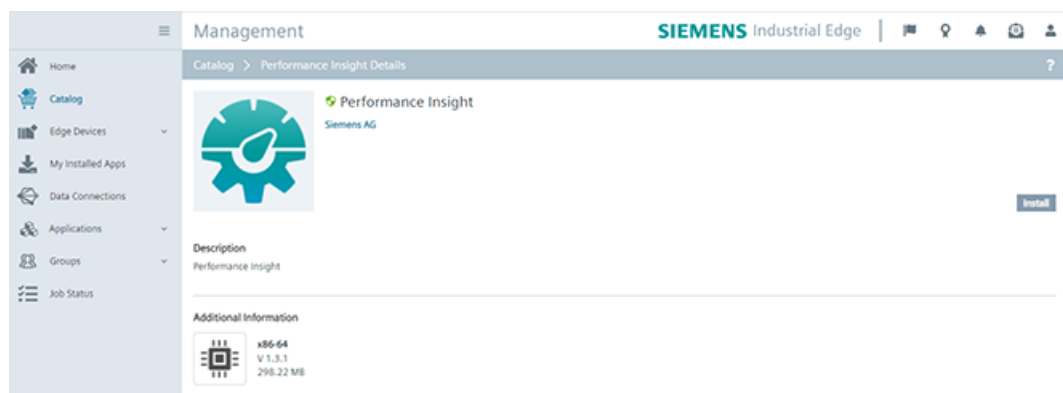 Management
SIEMENS Industrial Edge
Home
Catalog
Edge Devices
My Installed Apps
Data Connections
Applications
Groups
Job Status
Catalog > Performance Insight Details
?
Performance Insight
Siemens AG
Install
Description
Performance Insight
Additional Information
x86-64
V 1.3.1
298.22 MB